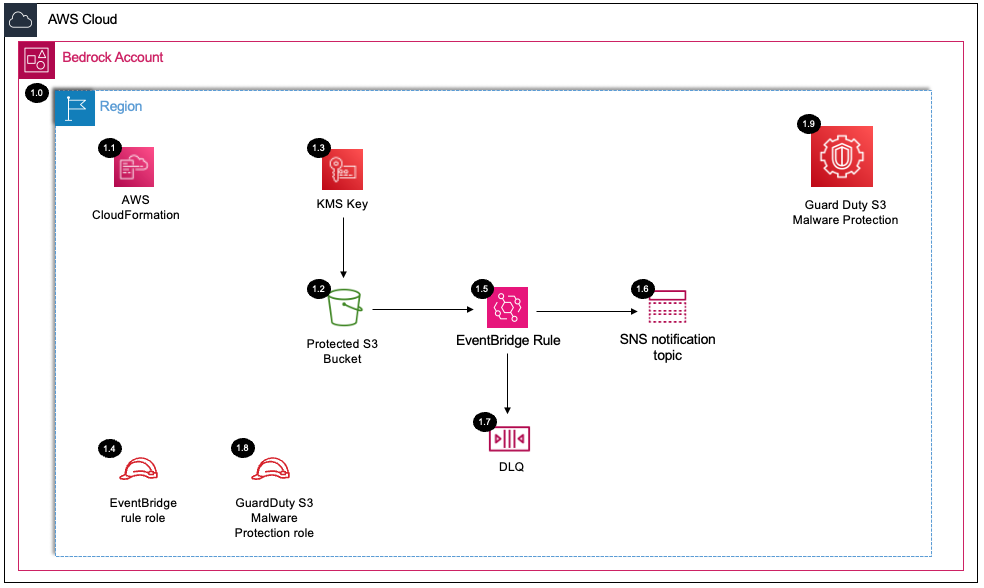 AWS Cloud
Bedrock Account
1.0
Region
1.1
AWS
CloudFormation
1.3
KMS Key
1.9
Guard Duty S3
Malware Protection
1.2
Protected S3
Bucket
1.5
EventBridge Rule
1.6
SNS notification
topic
1.7
DLQ
1.4
EventBridge
rule role
1.8
GuardDuty S3
Malware
Protection role